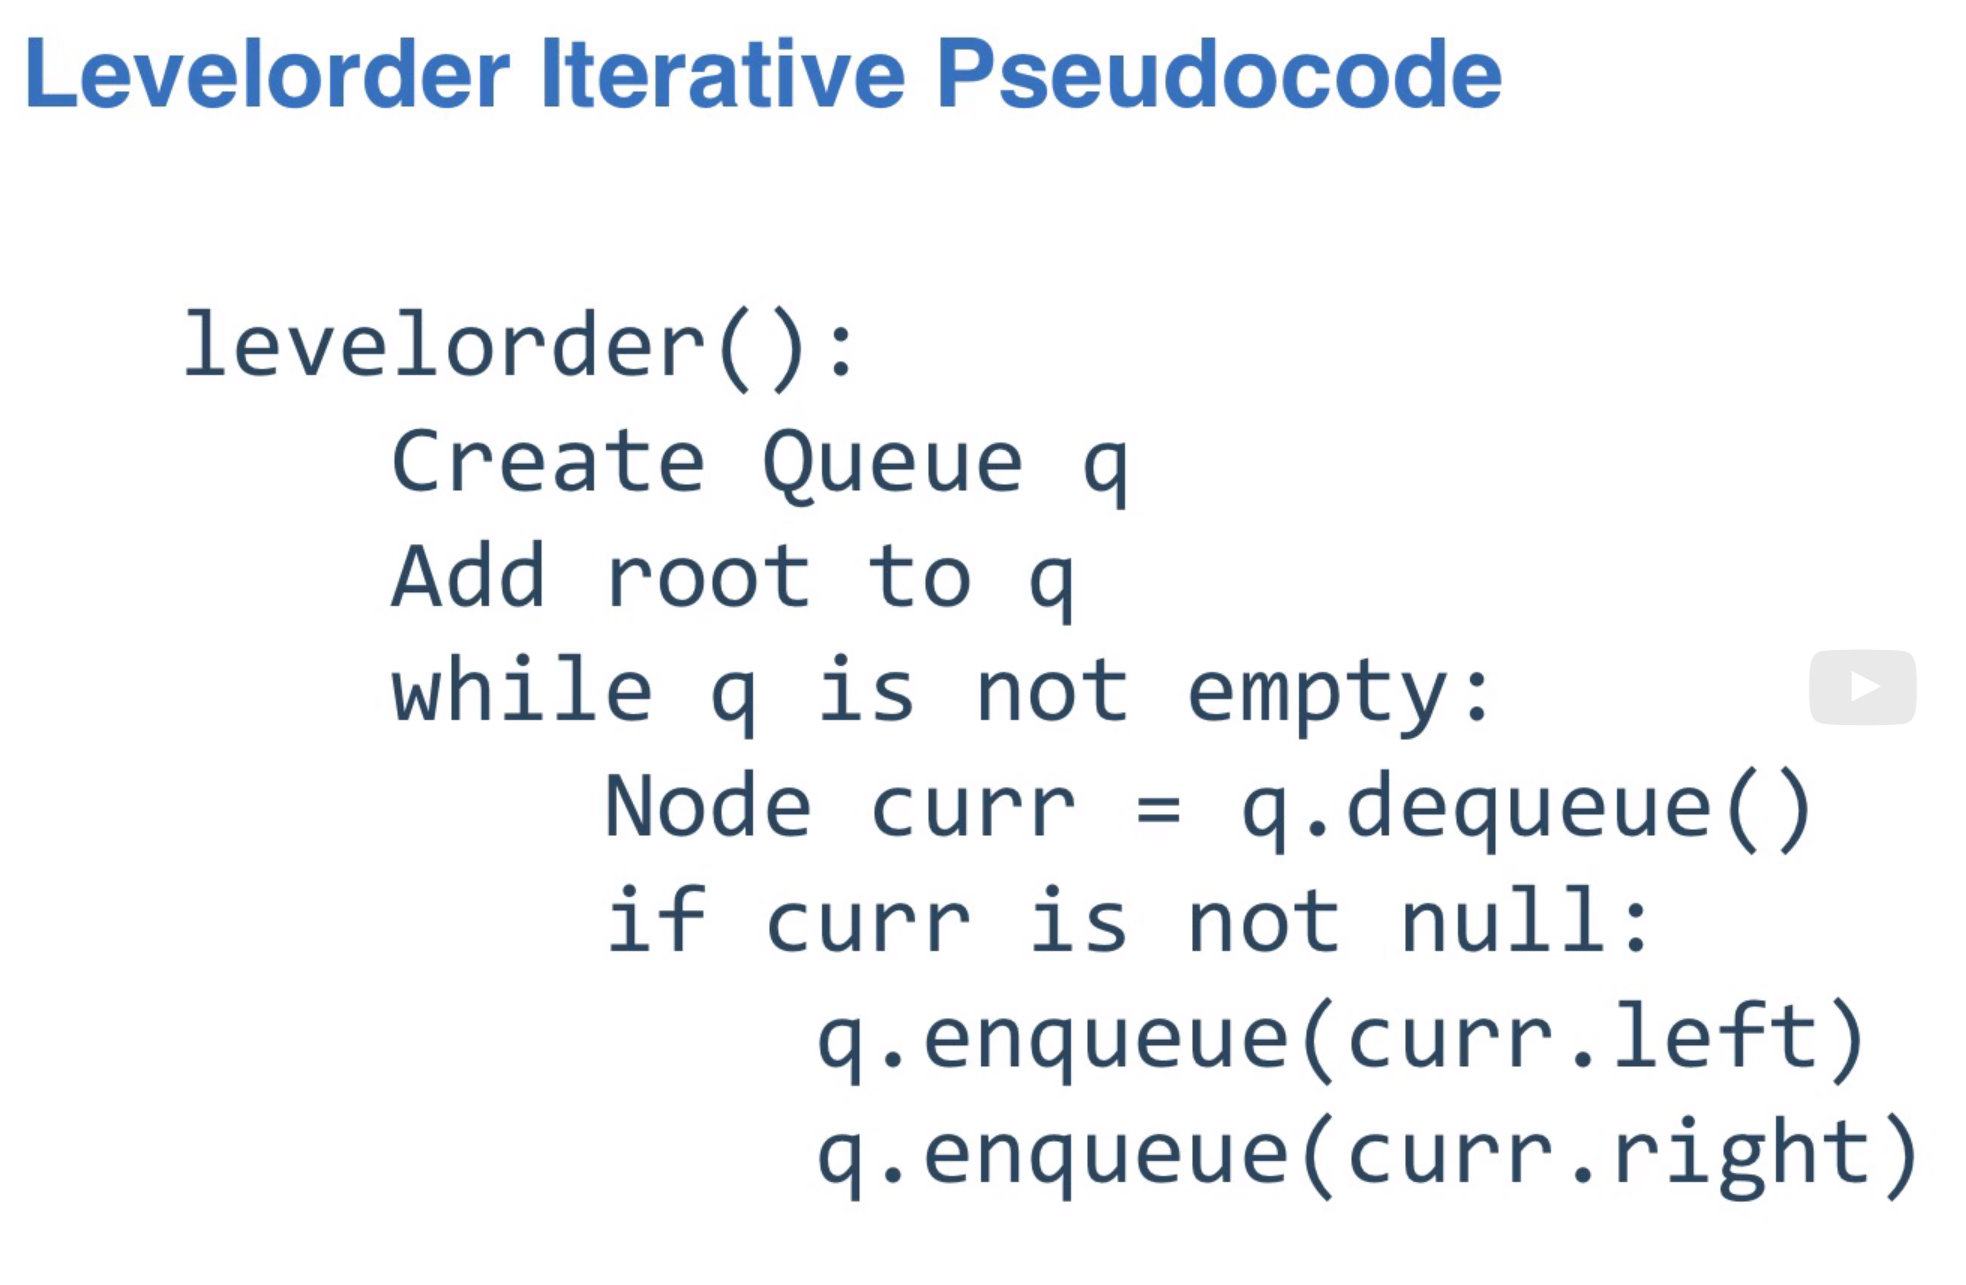 Levelorder Iterative Pseudocode
levelorder():
Create Queue q
Add root to q
while q is not empty:
Node curr = q.dequeue()
if curr is not null:
q.enqueue(curr.left)
q.enqueue(curr.right)